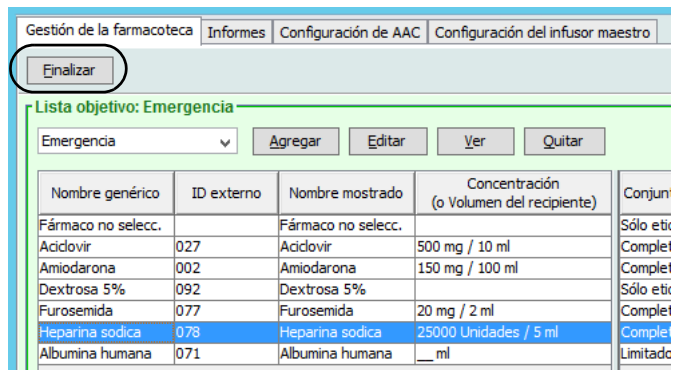 Gestión de la farmacoteca Informes Configuración de AAC Configuración del infusor maestro
Finalizar
Lista objetivo: Emergencia
Emergencia Agregar Editar Ver Quitar
Nombre genérico ID externo Nombre mostrado Concentración (o Volumen del recipiente) Conjun
Fármaco no selecc. Fármaco no selecc. Sólo etic
Aciclovir 027 Aciclovir 500 mg / 10 ml Complet
Amiodarona 002 Amiodarona 150 mg / 100 ml Complet
Dextrosa 5% 092 Dextrosa 5% Sólo etic
Furosemida 077 Furosemida 20 mg / 2 ml Complet
Heparina sodica 078 Heparina sodica 25000 Unidades / 5 ml Complet
Albumina humana 071 Albumina humana __ ml Limitado